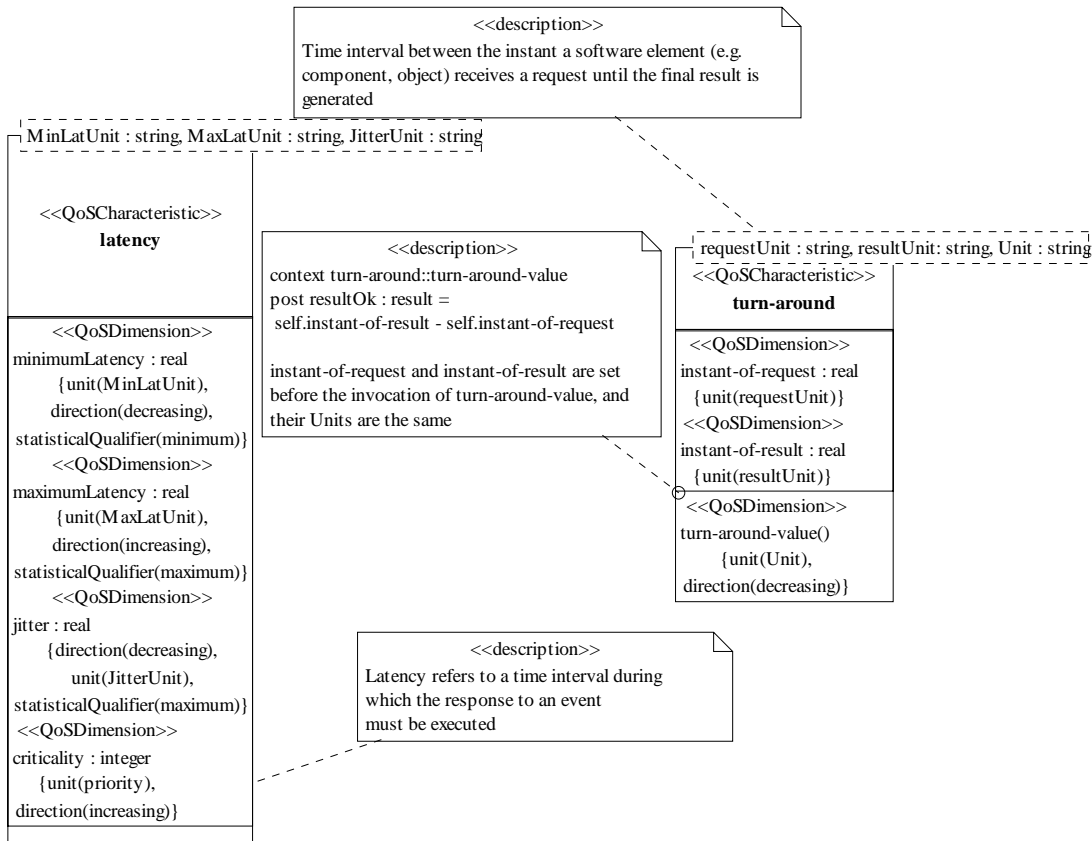 <<description>>
Time interval between the instant a software element (e.g.
component, object) receives a request until the final result is
generated
MinLatUnit : string, MaxLatUnit : string, JitterUnit : string
<<QoSCharacteristic>>
latency
<<QoSDimension>>
minimumLatency : real
{unit(MinLatUnit),
direction(decreasing),
statisticalQualifier(minimum)}
<<QoSDimension>>
maximumLatency : real
{unit(MaxLatUnit),
direction(increasing),
statisticalQualifier(maximum)}
<<QoSDimension>>
jitter : real
{direction(decreasing),
unit(JitterUnit),
statisticalQualifier(maximum)}
<<QoSDimension>>
criticality : integer
{unit(priority),
direction(increasing)}
<<description>>
context turn-around::turn-around-value
post resultOk : result =
self.instant-of-result - self.instant-of-request
instant-of-request and instant-of-result are set
before the invocation of turn-around-value, and
their Units are the same
requestUnit : string, resultUnit: string, Unit : string
<<QoSCharacteristic>>
turn-around
<<QoSDimension>>
instant-of-request : real
{unit(requestUnit)}
<<QoSDimension>>
instant-of-result : real
{unit(resultUnit)}
<<QoSDimension>>
turn-around-value()
{unit(Unit),
direction(decreasing)}
<<description>>
Latency refers to a time interval during
which the response to an event
must be executed